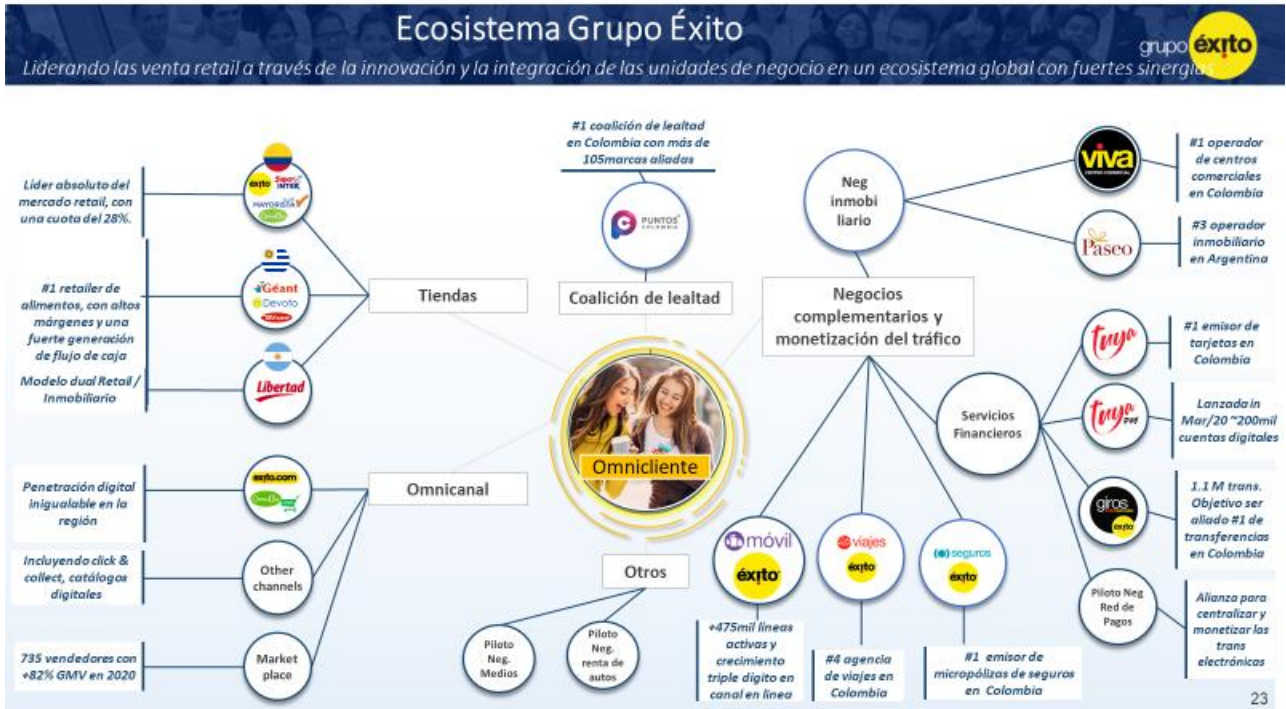 Ecosistema Grupo Éxito
grupo éxito
Liderando las venta retail a través de la innovación y la integración de las unidades de negocio en un ecosistema global con fuertes sinergias
Líder absoluto del
mercado retail, con
una cuota del 28%.
éxito
Super
INTER
MAYORISTA
#1 retailer de
alimentos, con altos
márgenes y una
fuerte generación
de flujo de caja
Géant
Devoto
Modelo dual Retail /
Inmobiliario
Libertad
Tiendas
#1 coalición de lealtad
en Colombia con más de
105marcas aliadas
PUNTOS
COLOMBIA
Coalición de lealtad
Omnicliente
Neg
inmobi
liario
viva
#1 operador
de centros
comerciales
en Colombia
Paseo
#3 operador
inmobiliario
en Argentina
Negocios
complementarios y
monetización del tráfico
Servicios
Financieros
tuya
#1 emisor de
tarjetas en
Colombia
tuya
pay
Lanzada in
Mar/20 ~200mil
cuentas digitales
giros
éxito
1.1 M trans.
Objetivo ser
aliado #1 de
transferencias
en Colombia
Piloto Neg
Red de
Pagos
Alianza para
centralizar y
monetizar las
trans
electrónicas
Penetración digital
inigualable en la
región
exito.com
Omnicanal
Incluyendo click &
collect, catálogos
digitales
Other
channels
735 vendedores con
+82% GMV en 2020
Market
place
Otros
Piloto
Neg.
Medios
Piloto
Neg.
renta de
autos
móvil
éxito
+475mil líneas
activas y
crecimiento
triple dígito en
canal en línea
viajes
éxito
#4 agencia
de viajes en
Colombia
seguros
éxito
#1 emisor de
micropólizas de seguros
en Colombia
23